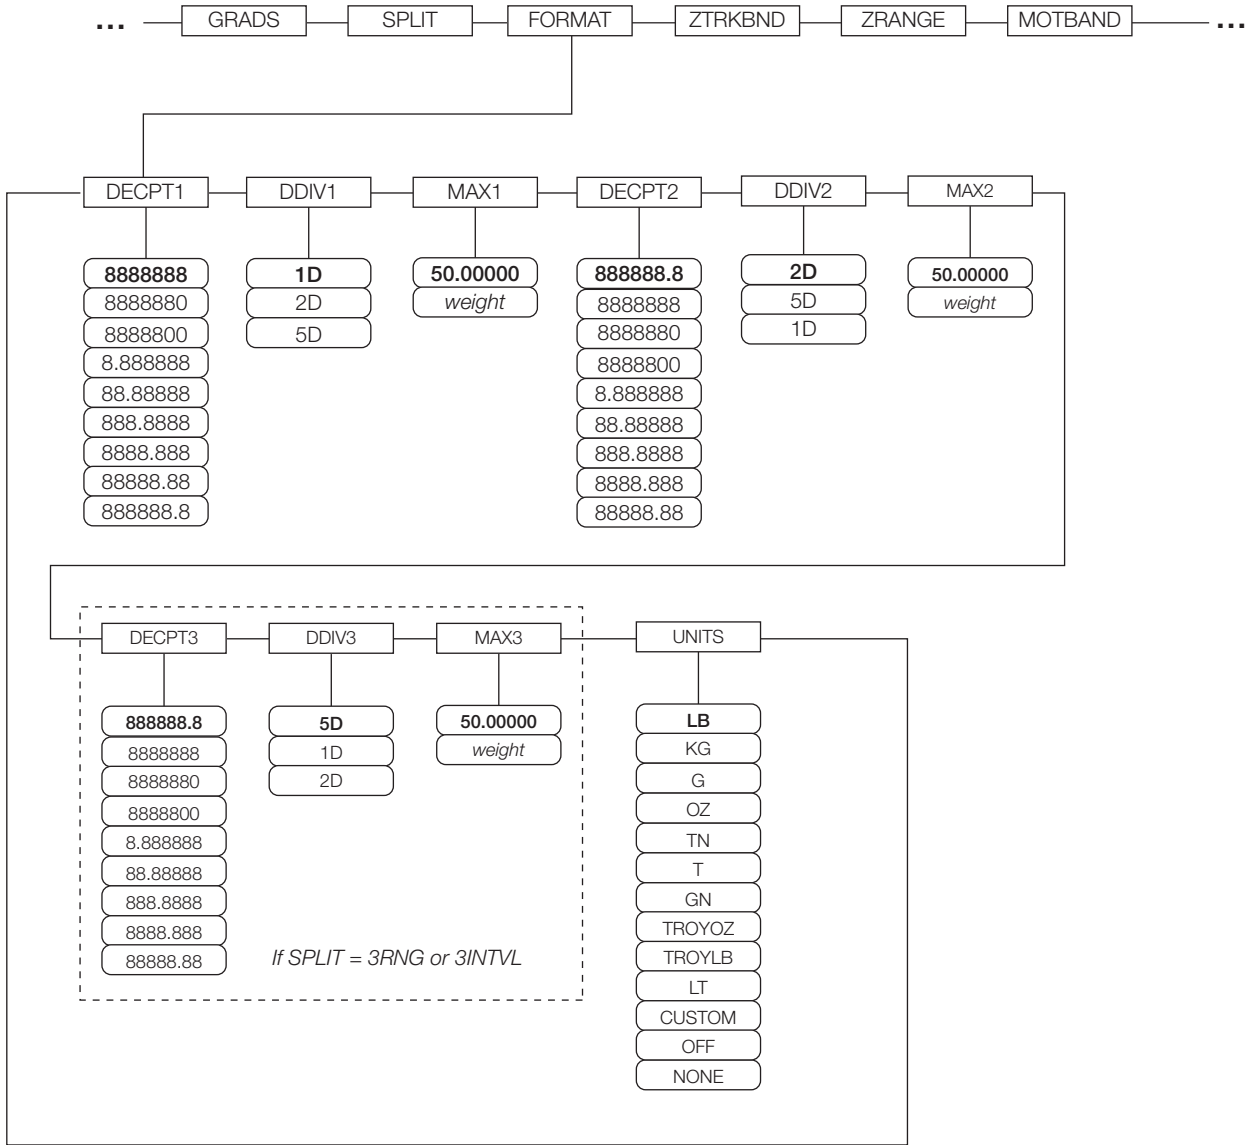 ... GRADS SPLIT FORMAT ZTRKBND ZRANGE MOTBAND ...
DECPT1 DDIV1 MAX1 DECPT2 DDIV2 MAX2
8888888 1D 50.00000 888888.8 2D 50.00000
8888880 2D weight 8888888 5D weight
8888800 5D 8888880 1D
8.888888 8888800
88.88888 8.888888
888.8888 88.88888
8888.888 888.8888
88888.88 8888.888
888888.8 88888.88
DECPT3 DDIV3 MAX3 UNITS
888888.8 5D 50.00000 LB
8888888 1D weight KG
8888880 2D G
8888800 OZ
8.888888 TN
88.88888 T
888.8888 GN
8888.888 TROYOZ
88888.88 If SPLIT = 3RNG or 3INTVL TROYLB
LT
CUSTOM
OFF
NONE